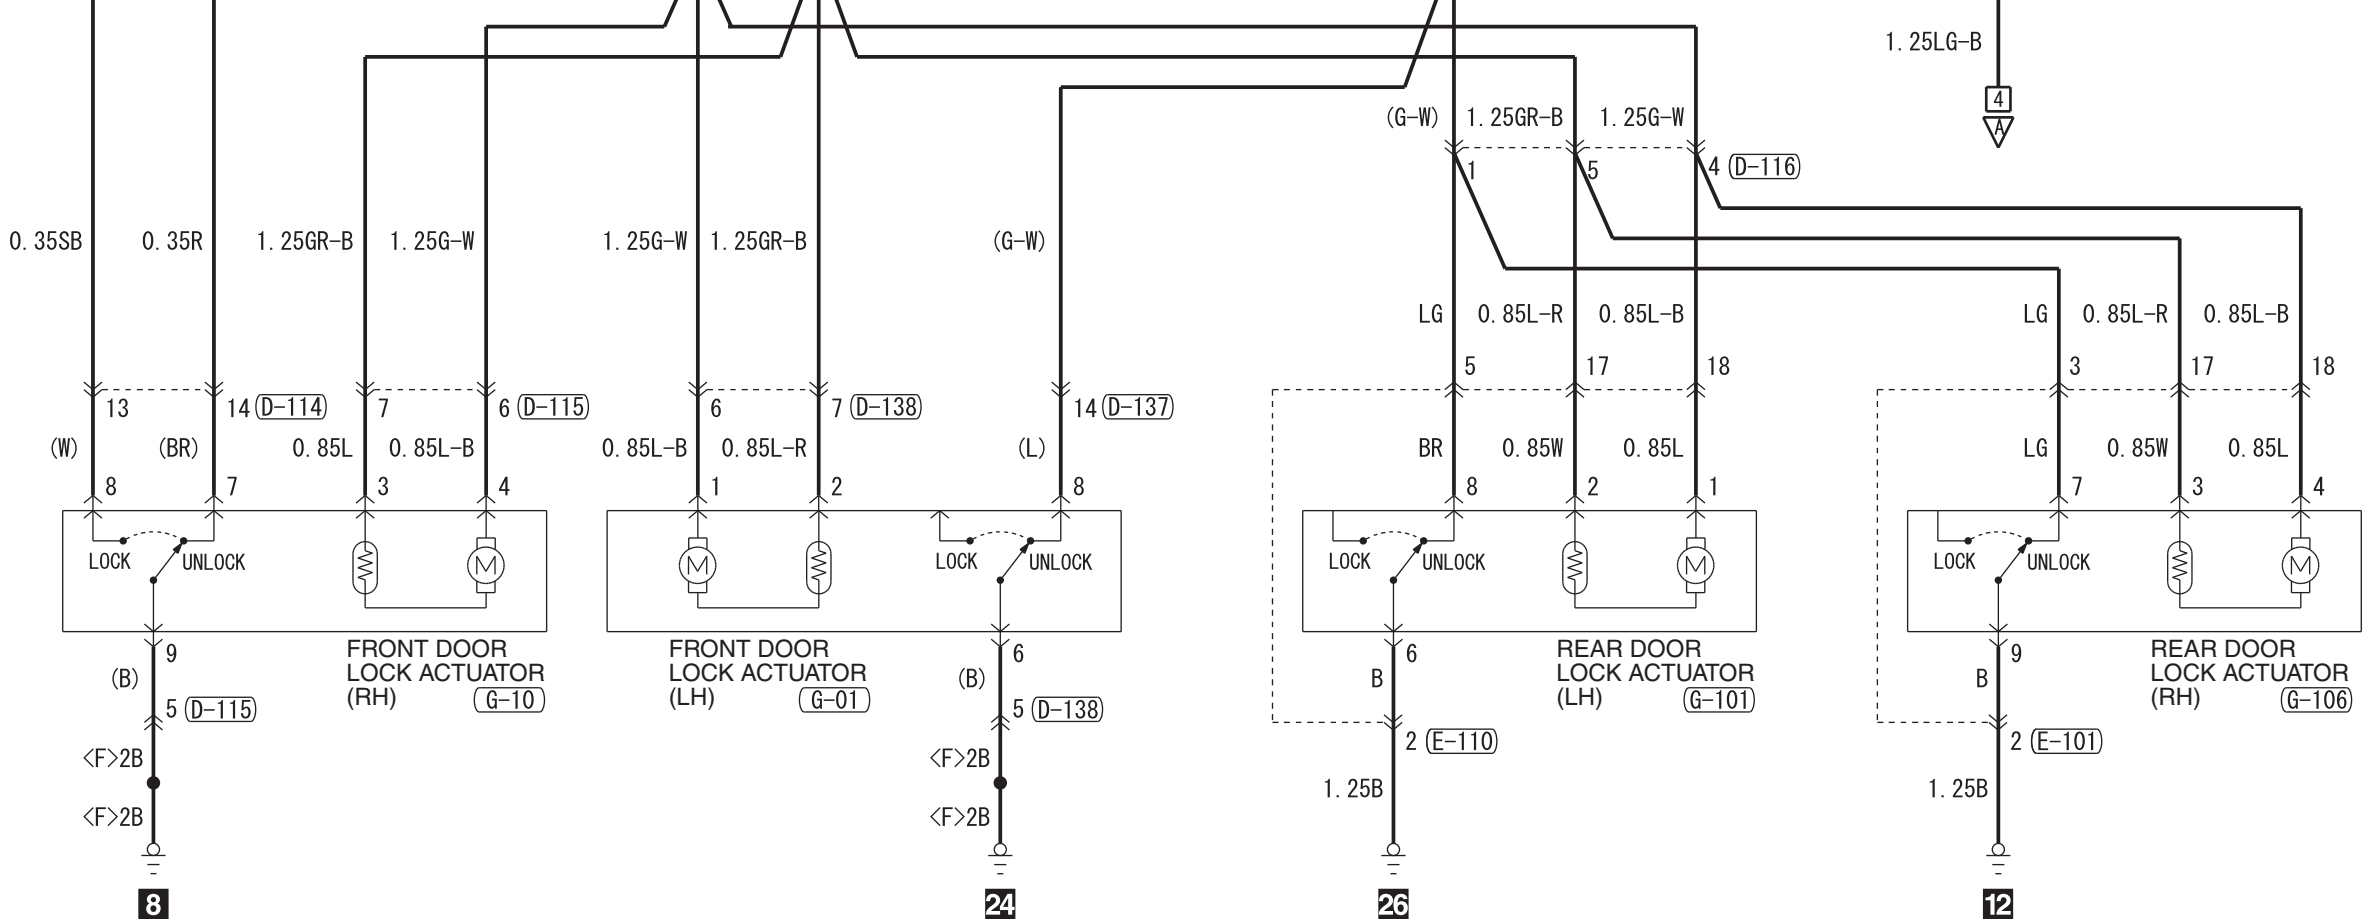 1.25LG-B
4
A
(G-W) 1.25GR-B 1.25G-W
1 5 4 (D-116)
0.35SB 0.35R 1.25GR-B 1.25G-W 1.25G-W 1.25GR-B (G-W)
LG 0.85L-R 0.85L-B LG 0.85L-R 0.85L-B
5 17 18 3 17 18
13 14 D-114 7 6 D-115 6 7 D-138 14 D-137
(W) (BR) 0.85L 0.85L-B 0.85L-B 0.85L-R (L) BR 0.85W 0.85L LG 0.85W 0.85L
8 7 3 4 1 2 8 8 2 1 7 3 4
LOCK UNLOCK M M LOCK UNLOCK LOCK UNLOCK M LOCK UNLOCK M
9 FRONT DOOR FRONT DOOR 6 6 REAR DOOR 9 REAR DOOR
(B) LOCK ACTUATOR LOCK ACTUATOR (B) B LOCK ACTUATOR B LOCK ACTUATOR
(RH) G-10 (LH) G-01 (LH) G-101 (RH) G-106
5 D-115 5 D-138
2 E-110 2 E-101
<F>2B <F>2B
1.25B 1.25B
<F>2B <F>2B
8 24 26 12